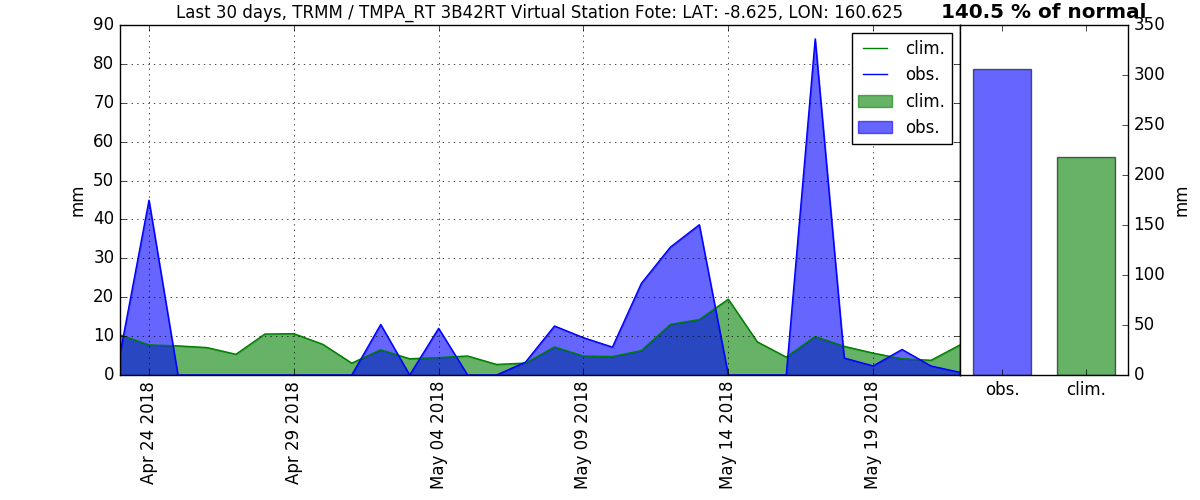 Last 30 days, TRMM / TMPA_RT 3B42RT Virtual Station Fote: LAT: -8.625, LON: 160.625
140.5 % of normal
90
80
70
60
50
40
30
20
10
0
mm
clim.
obs.
clim.
obs.
350
300
250
200
150
100
50
0
mm
Apr 24 2018
Apr 29 2018
May 04 2018
May 09 2018
May 14 2018
May 19 2018
obs.
clim.